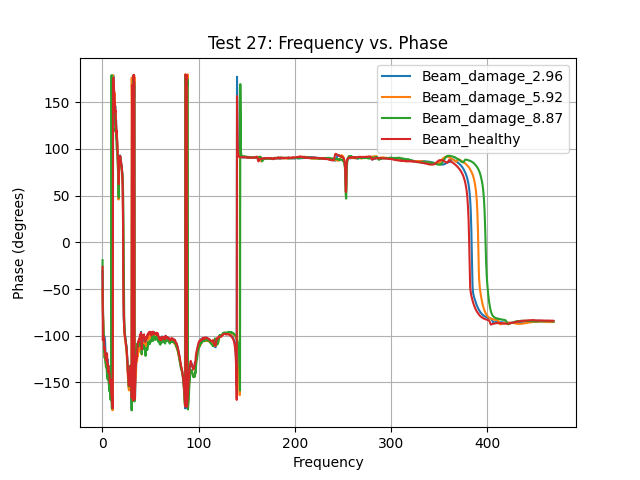 Test 27: Frequency vs. Phase
Beam_damage_2.96
Beam_damage_5.92
Beam_damage_8.87
Beam_healthy
Phase (degrees)
150
100
50
0
−50
−100
−150
0
100
200
300
400
Frequency